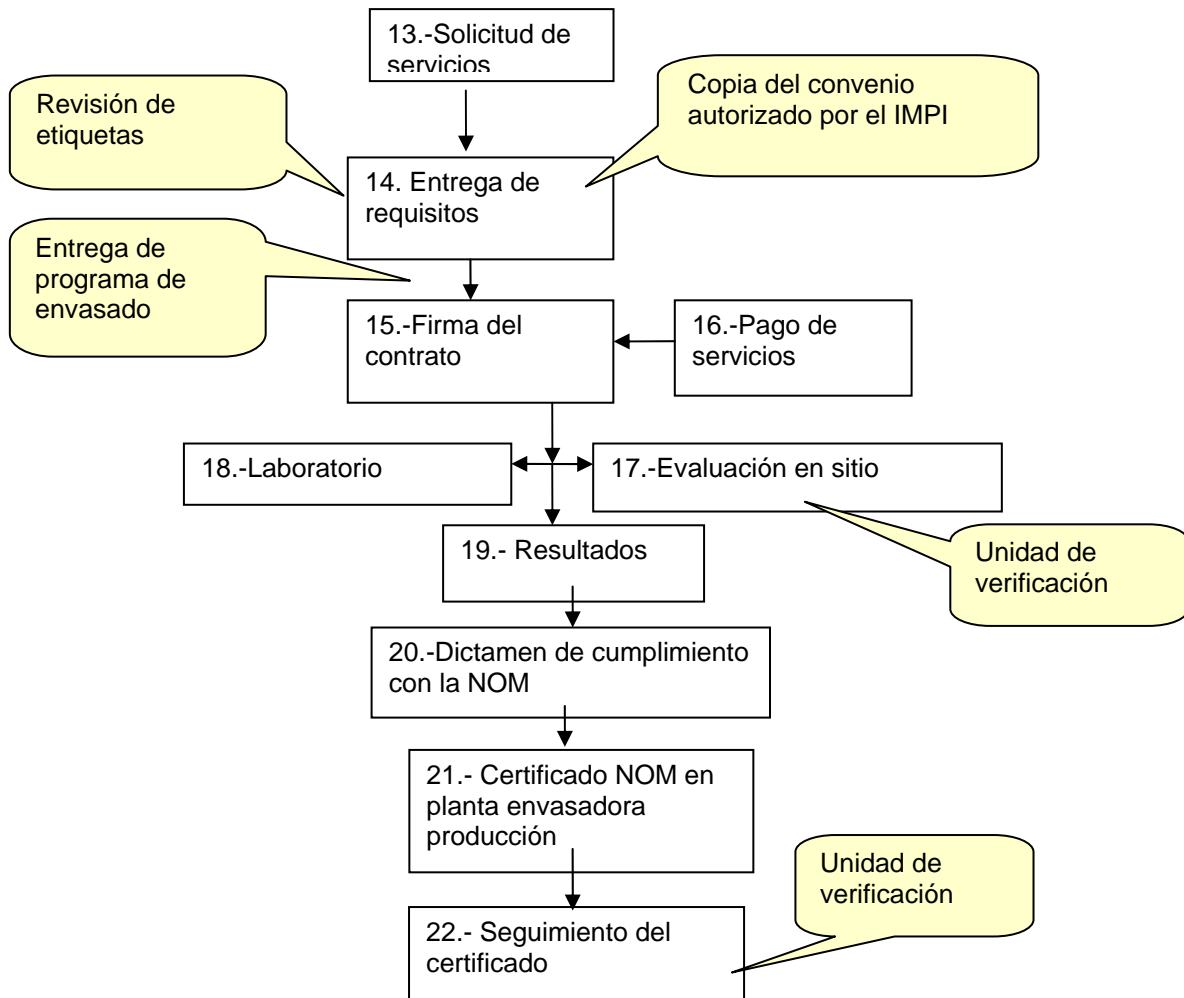 13.-Solicitud de
servicios
Revisión de
etiquetas
Copia del convenio
autorizado por el IMPI
14. Entrega de
requisitos
Entrega de
programa de
envasado
15.-Firma del
contrato
16.-Pago de
servicios
18.-Laboratorio
17.-Evaluación en sitio
19.- Resultados
Unidad de
verificación
20.-Dictamen de cumplimiento
con la NOM
21.- Certificado NOM en
planta envasadora
producción
Unidad de
verificación
22.- Seguimiento del
certificado